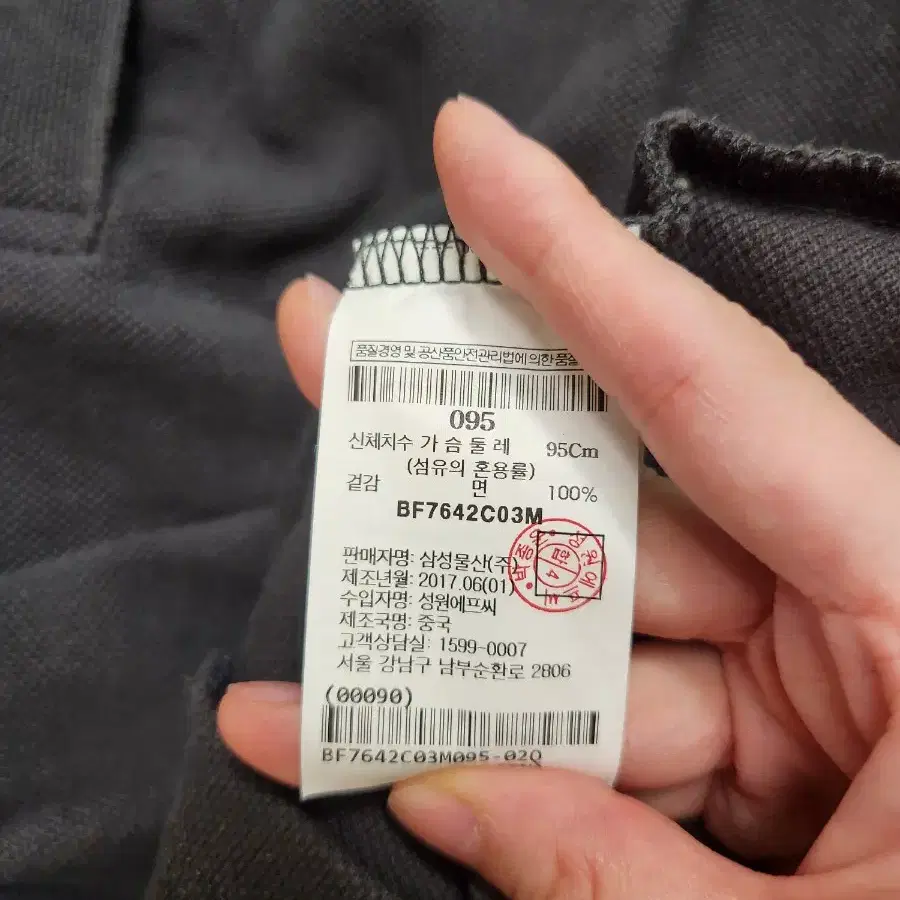 품질경영 및 공산품안전관리법에 의한 품질
095
신체치수 가 슴 둘 레 95Cm
(섬유의 혼용률)
겉감 면 100%
BF7642C03M
판매자명: 삼성물산(주)
제조년월: 2017.06(01)
수입자명: 성원에프씨
제조국명: 중국
고객상담실: 1599-0007
서울 강남구 남부순환로 2806
(00090)
BF7642C03M095-02Q